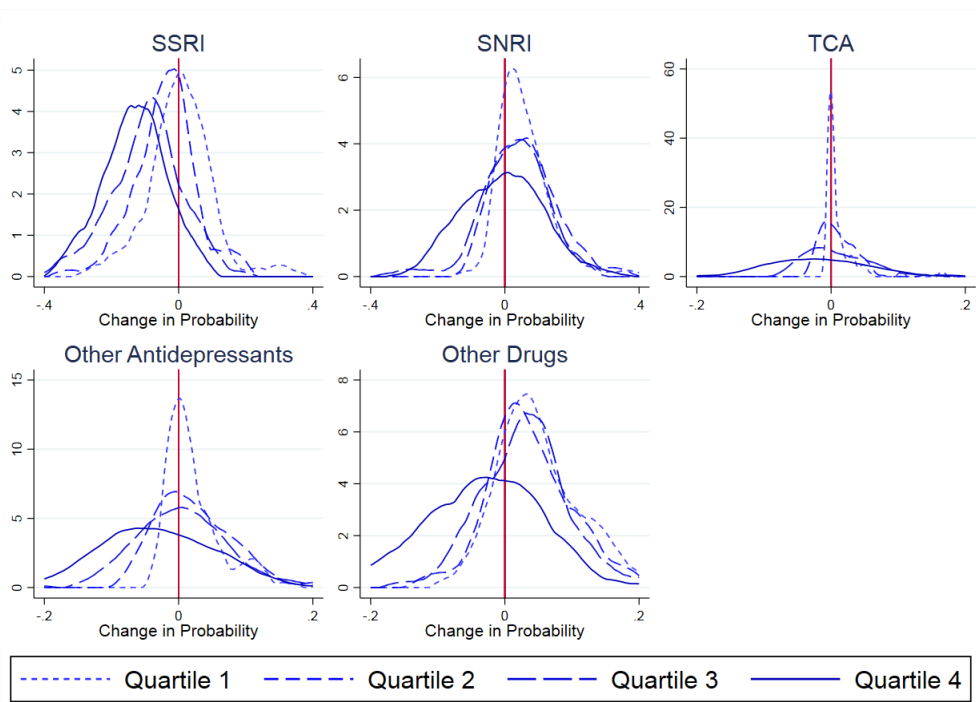 SSRI
5
4
3
2
1
0
-.4 0 .4
Change in Probability
SNRI
6
4
2
0
-.4 0 .4
Change in Probability
TCA
60
40
20
0
-.2 0 .2
Change in Probability
Other Antidepressants
15
10
5
0
-.2 0 .2
Change in Probability
Other Drugs
8
6
4
2
0
-.2 0 .2
Change in Probability
Quartile 1 Quartile 2 Quartile 3 Quartile 4